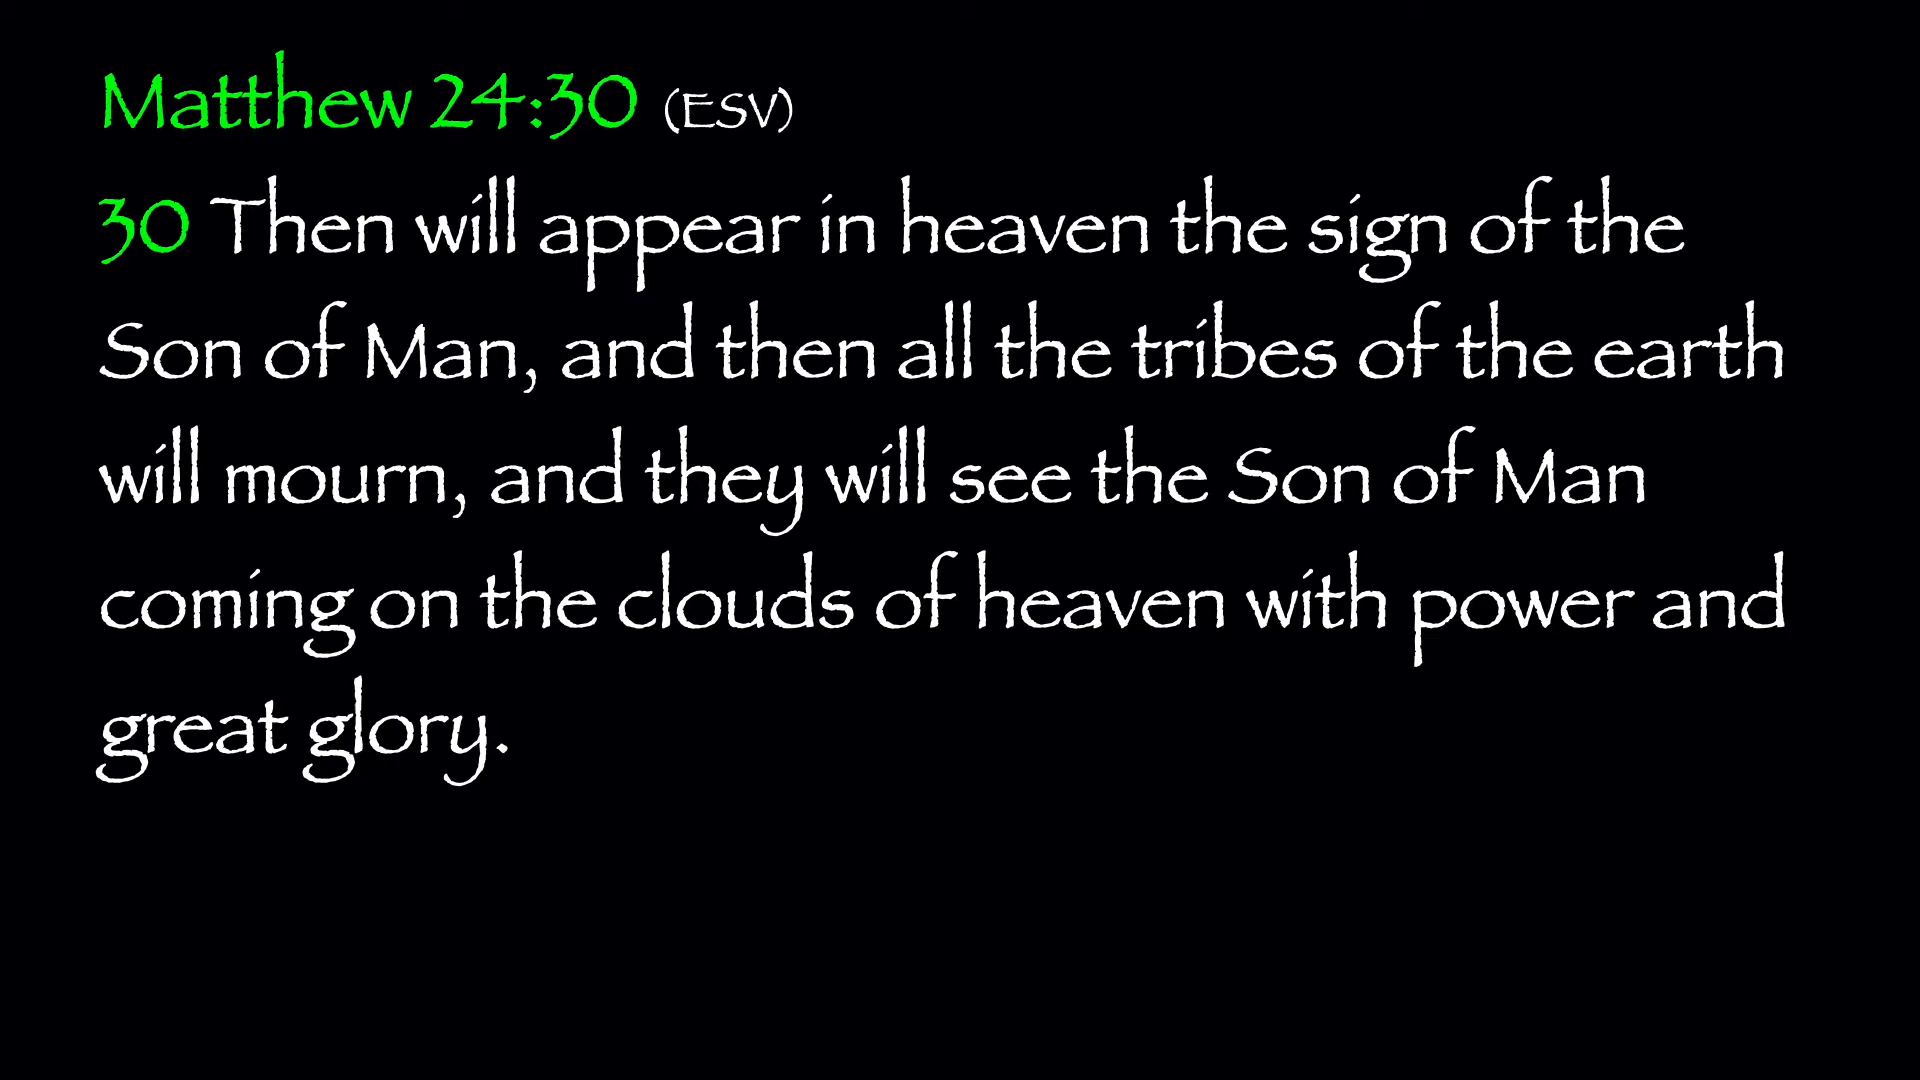 Matthew 24:30 (ESV)
30 Then will appear in heaven the sign of the
Son of Man, and then all the tribes of the earth
will mourn, and they will see the Son of Man
coming on the clouds of heaven with power and
great glory.